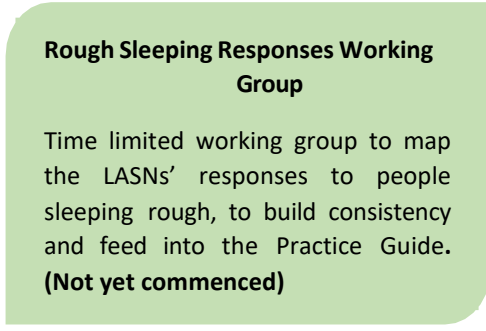 Rough Sleeping Responses Working
Group
Time limited working group to map
the LASNs’ responses to people
sleeping rough, to build consistency
and feed into the Practice Guide.
(Not yet commenced)